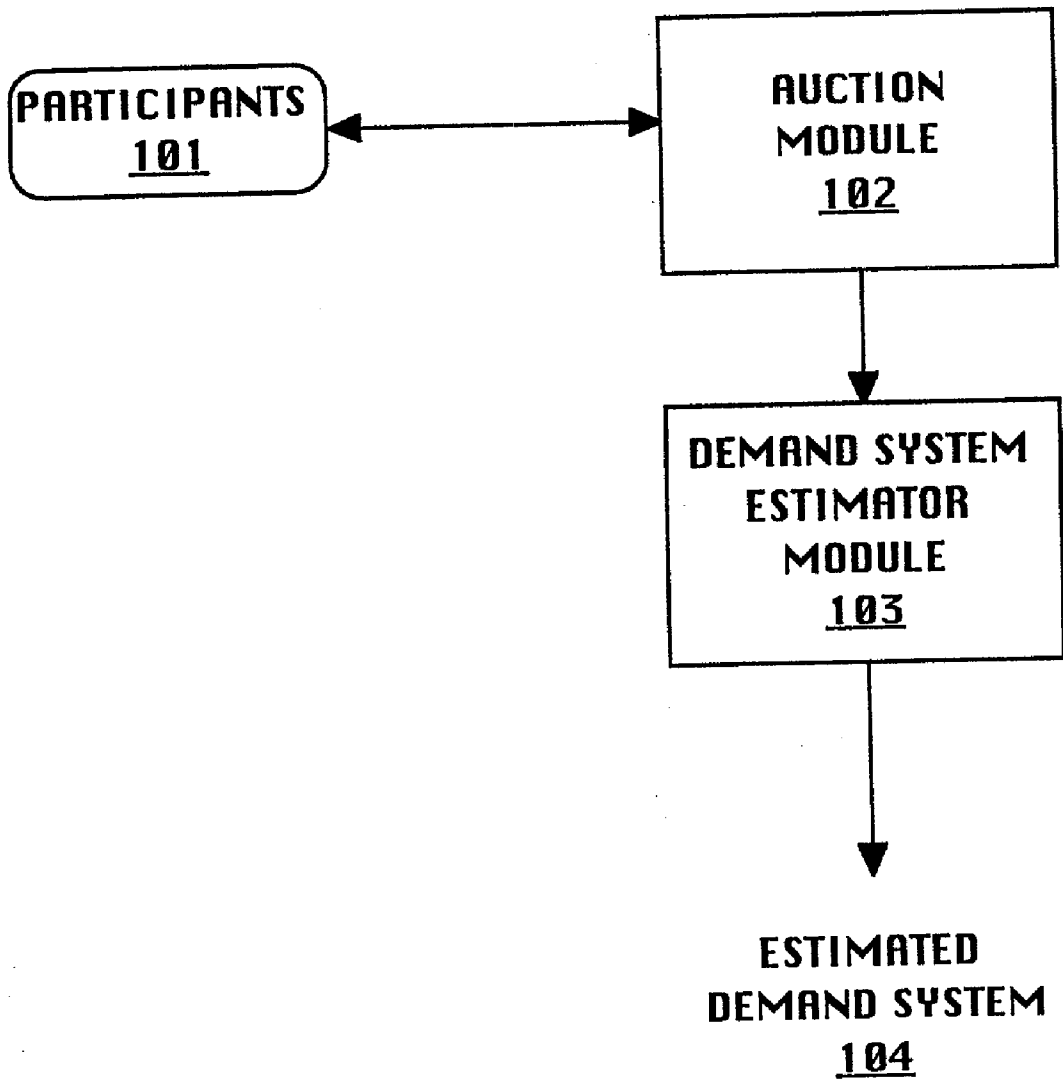 PARTICIPANTS
101
AUCTION
MODULE
102
DEMAND SYSTEM
ESTIMATOR
MODULE
103
ESTIMATED
DEMAND SYSTEM
104